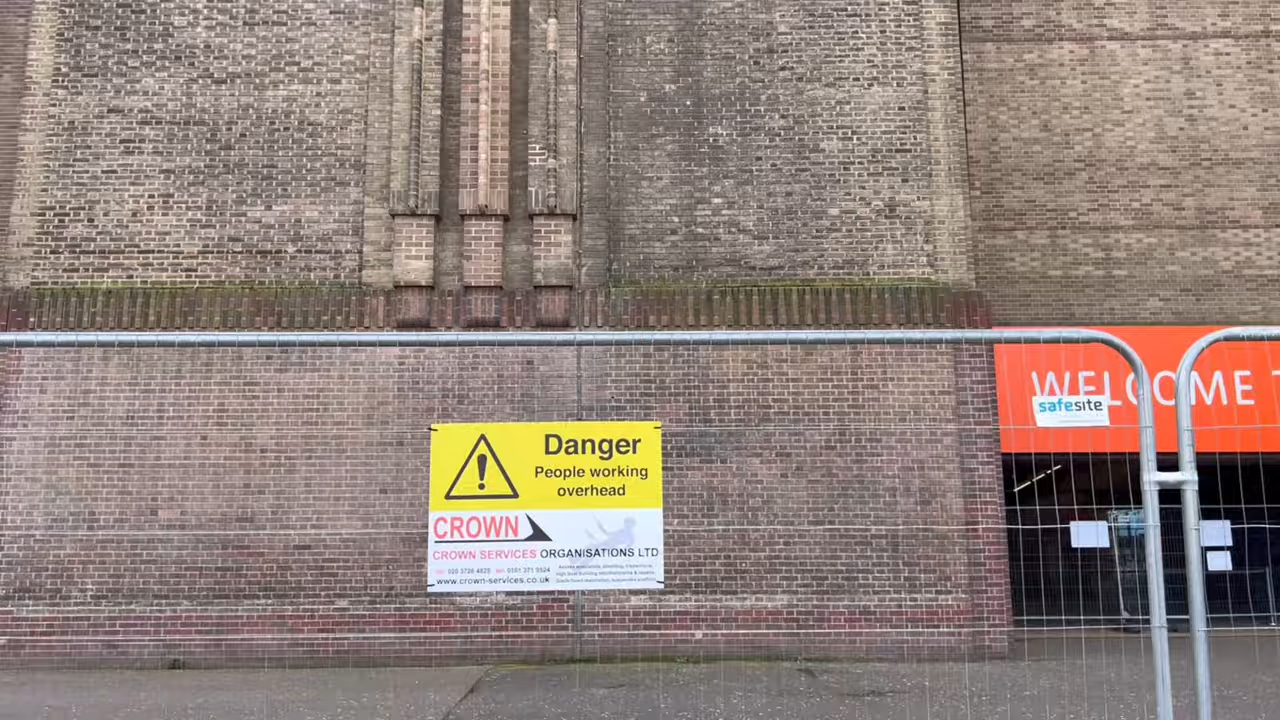 Danger
People working
overhead
CROWN
CROWN SERVICES ORGANISATIONS LTD
www.crown-services.co.uk
WELCOME T
safesite